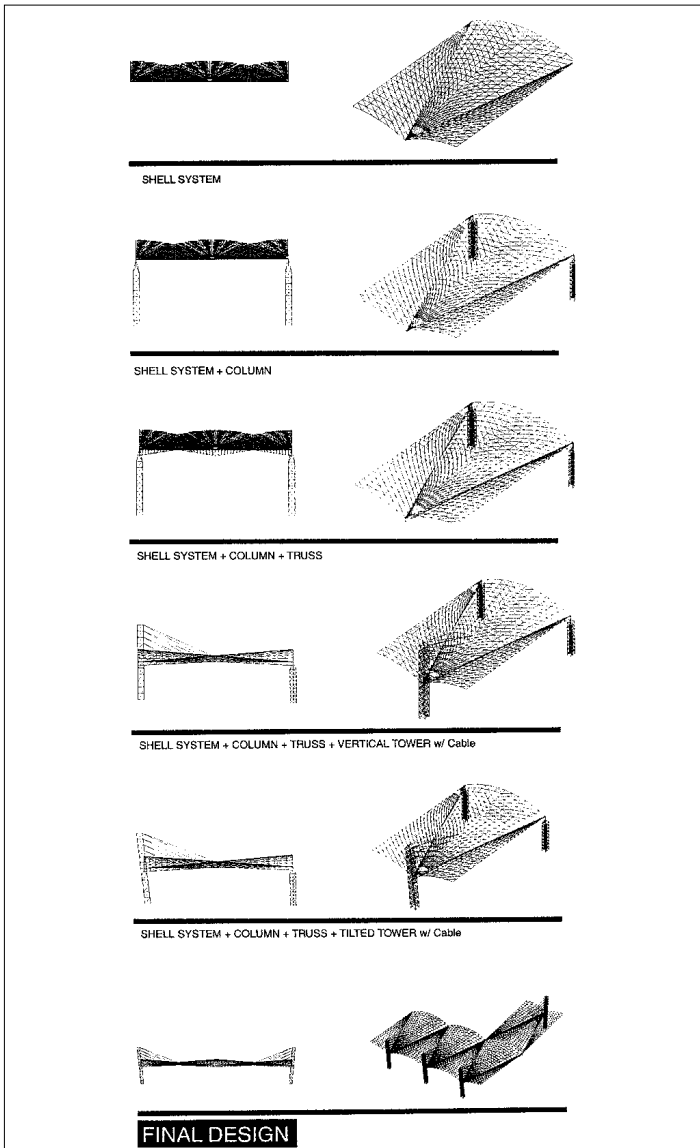 SHELL SYSTEM
SHELL SYSTEM + COLUMN
SHELL SYSTEM + COLUMN + TRUSS
SHELL SYSTEM + COLUMN + TRUSS + VERTICAL TOWER w/ Cable
SHELL SYSTEM + COLUMN + TRUSS + TILTED TOWER w/ Cable
FINAL DESIGN